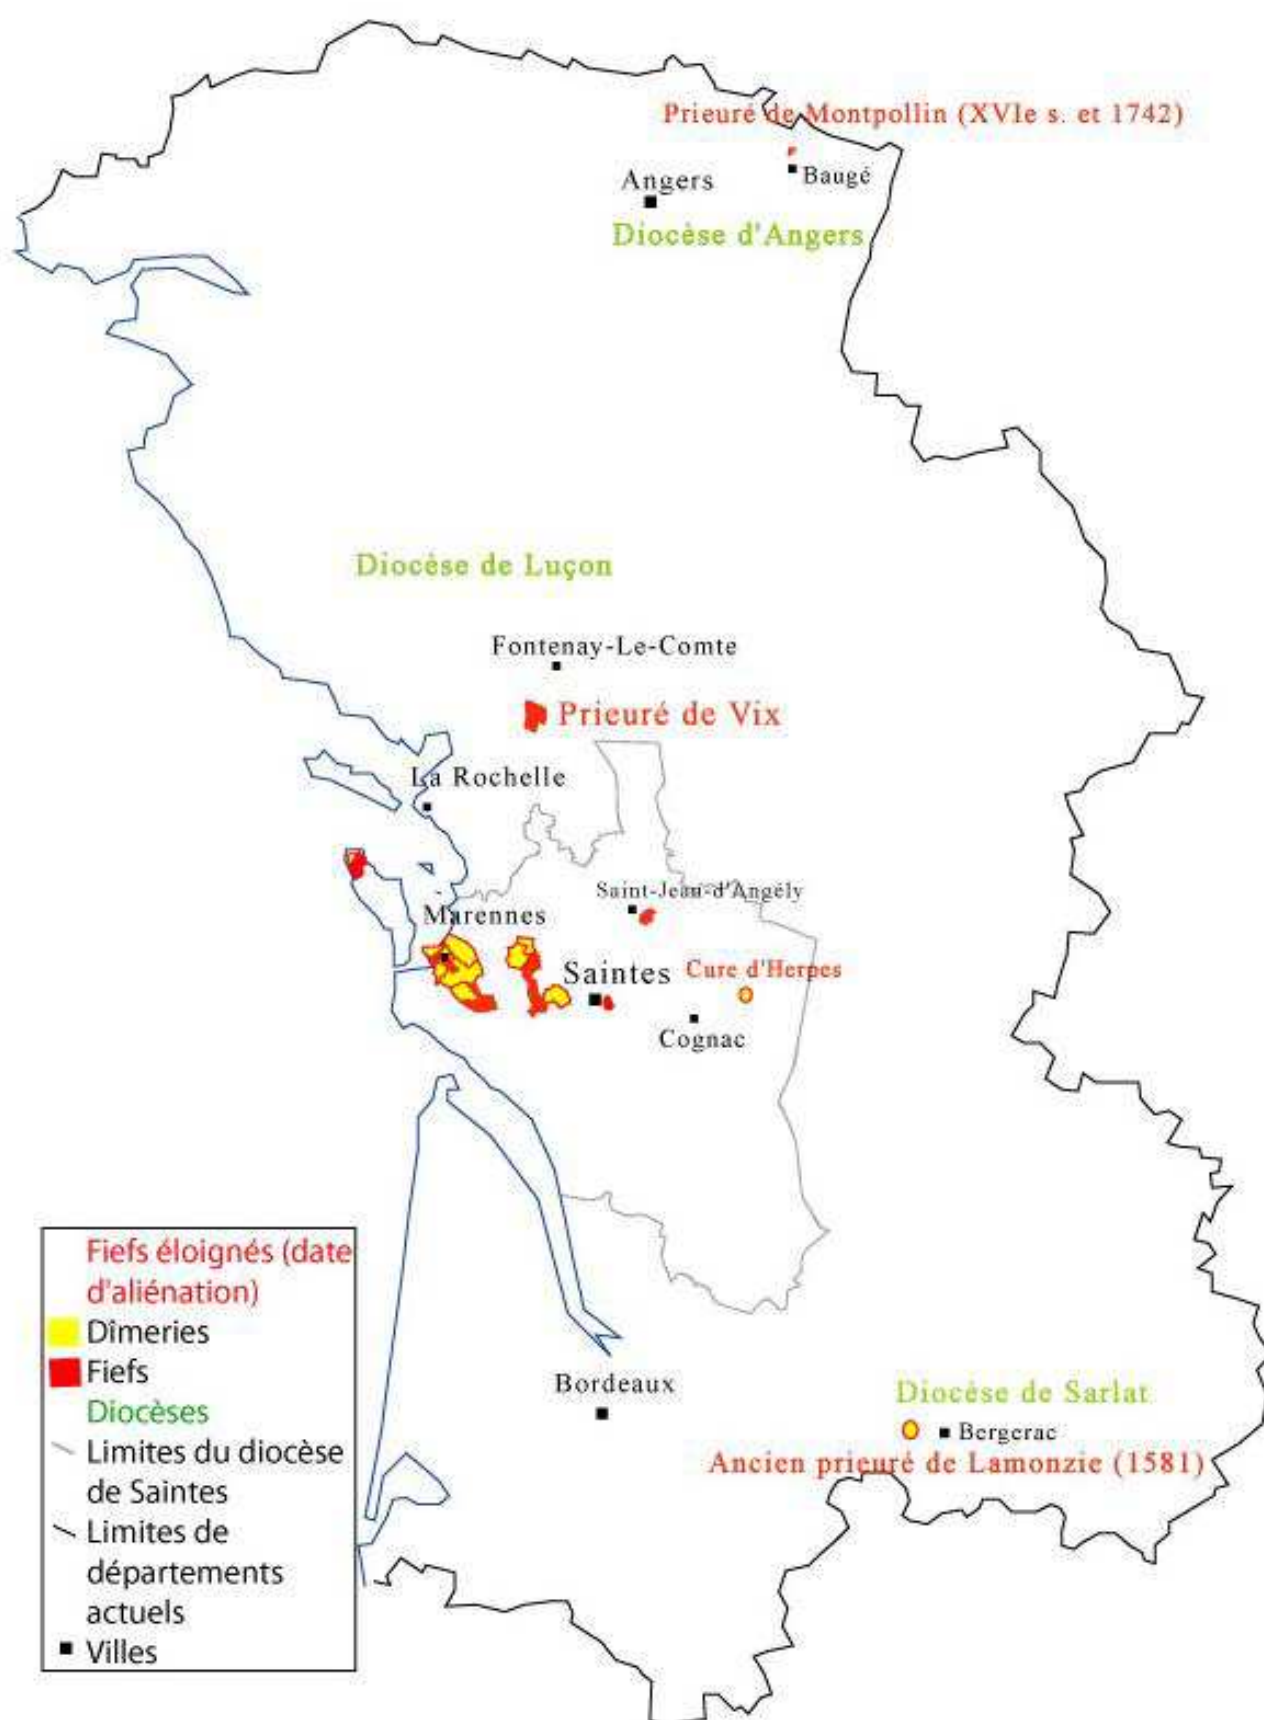 Prieuré de Montpollin (XVIe s. et 1742)
Baugé
Angers
Diocèse d'Angers
Diocèse de Luçon
Fontenay-Le-Comte
Prieuré de Vix
La Rochelle
Saint-Jean-d'Angély
Marennes
Saintes
Cure d'Herpes
Cognac
Bordeaux
Diocèse de Sarlat
Bergerac
Ancien prieuré de Lamonzie (1581)
Fiefs éloignés (date
d'aliénation)
Dîmeries
Fiefs
Diocèses
Limites du diocèse
de Saintes
Limites de
départements
actuels
Villes